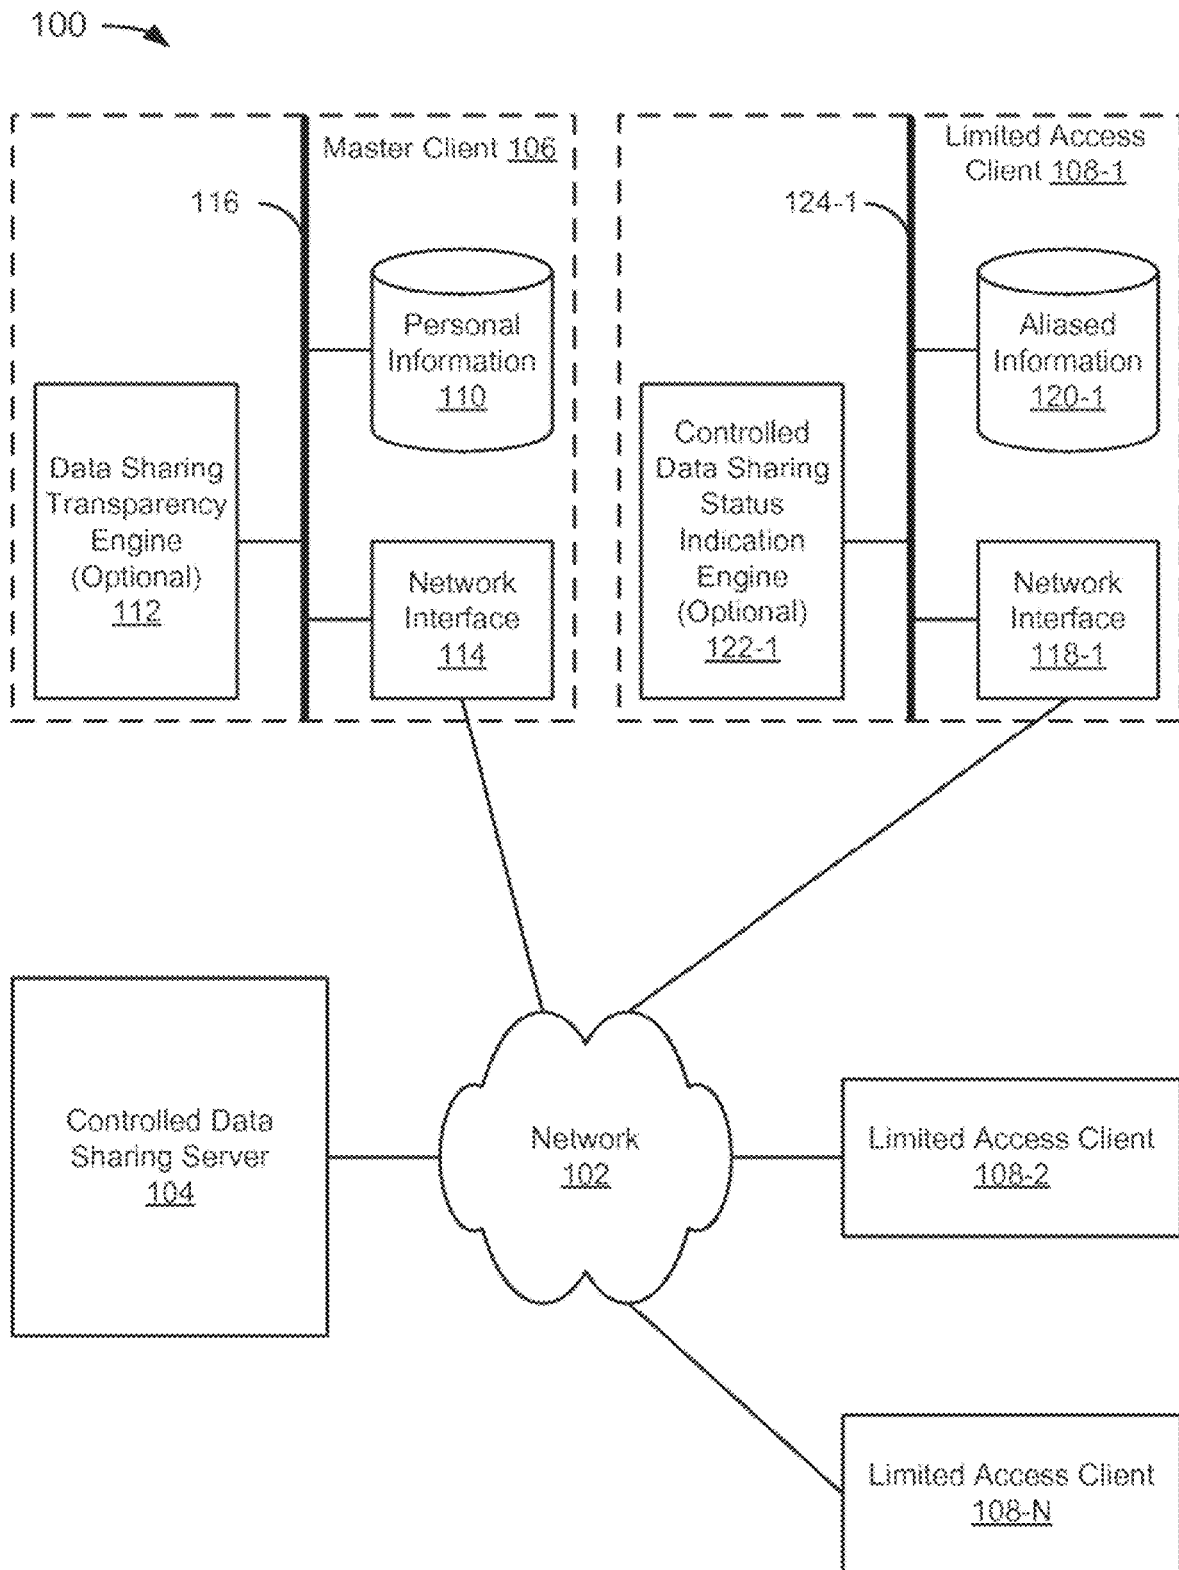 100
Master Client 106
116
Personal
Information
110
Data Sharing
Transparency
Engine
(Optional)
112
Network
Interface
114
Limited Access
Client 108-1
124-1
Aliased
Information
120-1
Controlled
Data Sharing
Status
Indication
Engine
(Optional)
122-1
Network
Interface
118-1
Controlled Data
Sharing Server
104
Network
102
Limited Access Client
108-2
Limited Access Client
108-N